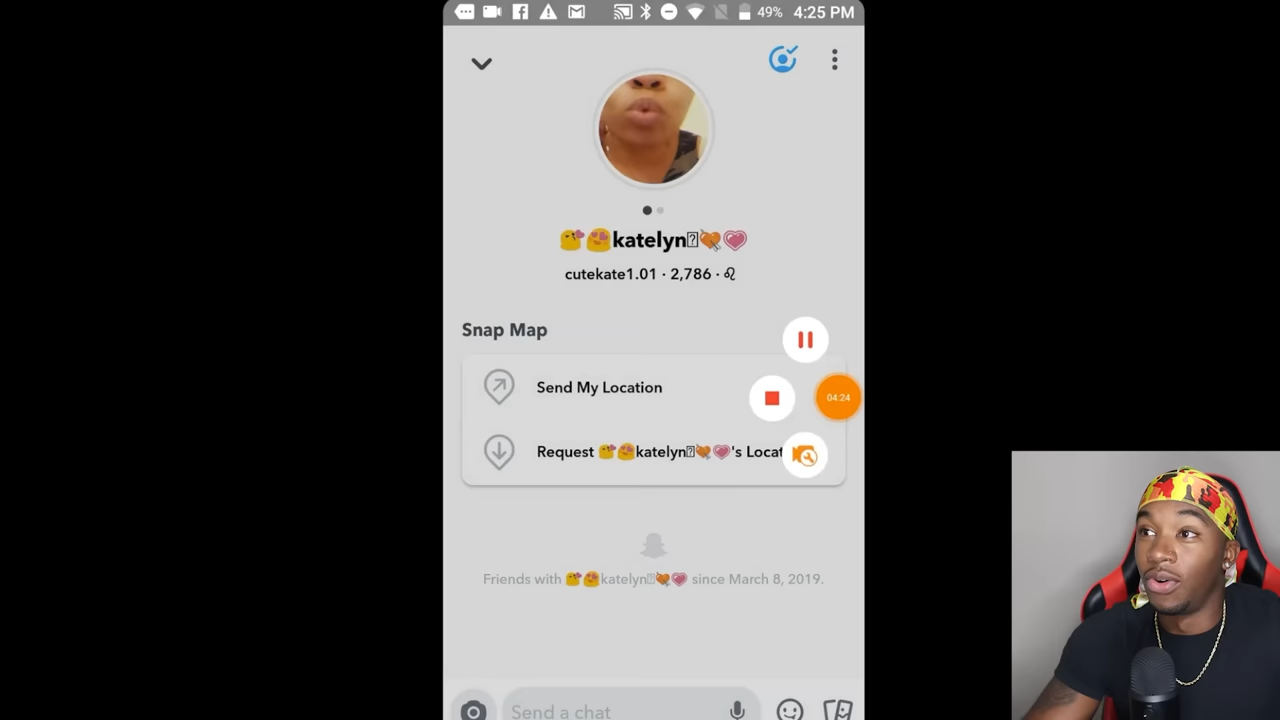 49% 4:25 PM
😘😍katelyn💘💗
cutekate1.01 · 2,786 · ♌
Snap Map
Send My Location
04:24
Request 😘😍katelyn💘💗's Locat
Friends with 😘😍katelyn💘💗 since March 8, 2019.
Send a chat